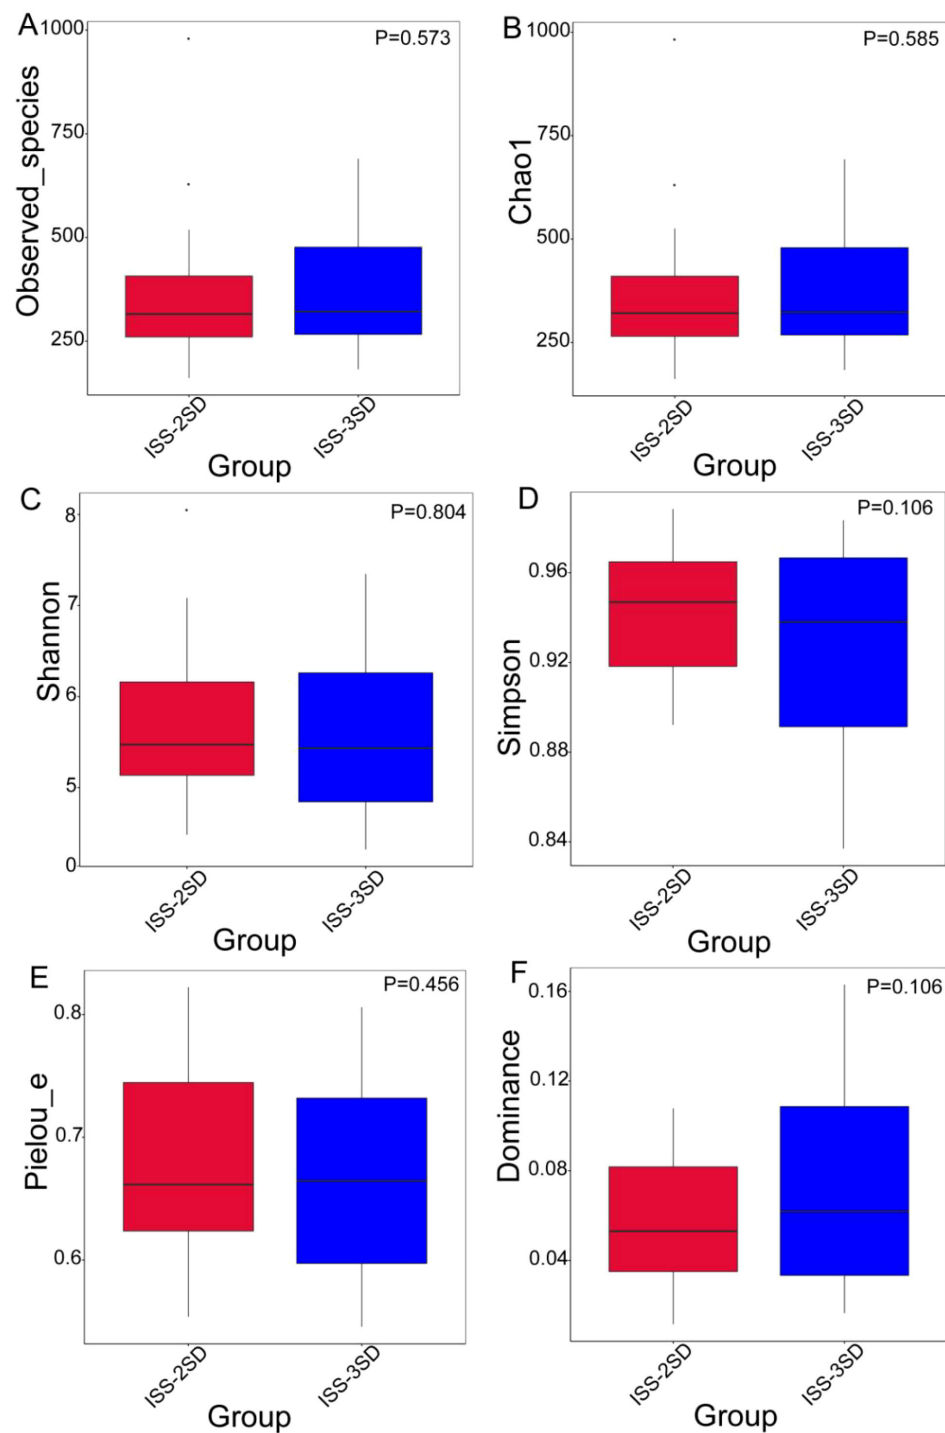 A
P=0.573
1000
750
500
250
Observed_species
ISS-2SD
ISS-3SD
Group
B
P=0.585
1000
750
500
250
Chao1
ISS-2SD
ISS-3SD
Group
C
P=0.804
8
7
6
5
0
Shannon
ISS-2SD
ISS-3SD
Group
D
P=0.106
0.96
0.92
0.88
0.84
Simpson
ISS-2SD
ISS-3SD
Group
E
P=0.456
0.8
0.7
0.6
Pielou_e
ISS-2SD
ISS-3SD
Group
F
P=0.106
0.16
0.12
0.08
0.04
Dominance
ISS-2SD
ISS-3SD
Group